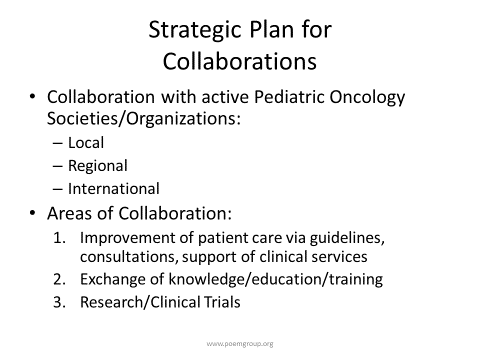 Strategic Plan for
Collaborations
• Collaboration with active Pediatric Oncology
Societies/Organizations:
– Local
– Regional
– International
• Areas of Collaboration:
1. Improvement of patient care via guidelines,
consultations, support of clinical services
2. Exchange of knowledge/education/training
3. Research/Clinical Trials
www.poemgroup.org